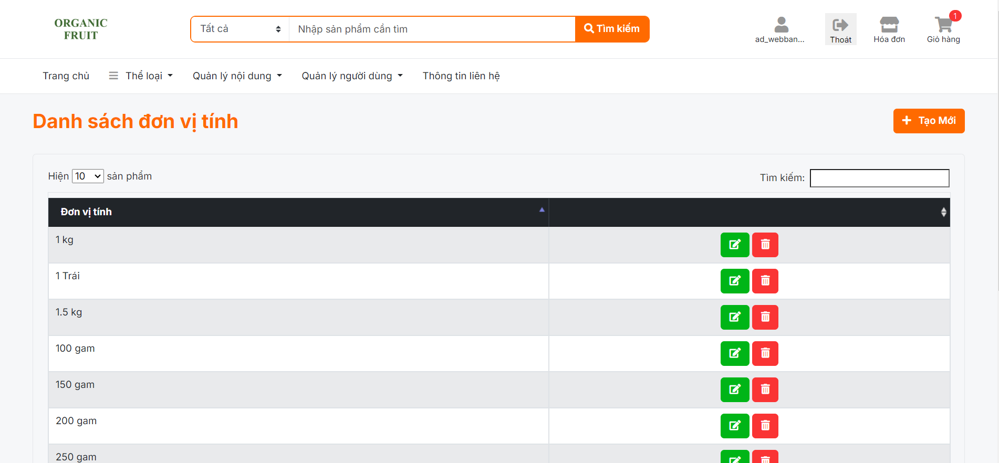 ORGANIC
FRUIT
Tất cả
Nhập sản phẩm cần tìm
Tìm kiếm
ad_webban...
Thoát
Hóa đơn
1
Giỏ hàng
Trang chủ
Thể loại
Quản lý nội dung
Quản lý người dùng
Thông tin liên hệ
Danh sách đơn vị tính
Tạo Mới
Hiện 10 sản phẩm
Tìm kiếm:
Đơn vị tính
1 kg
1 Trái
1.5 kg
100 gam
150 gam
200 gam
250 gam